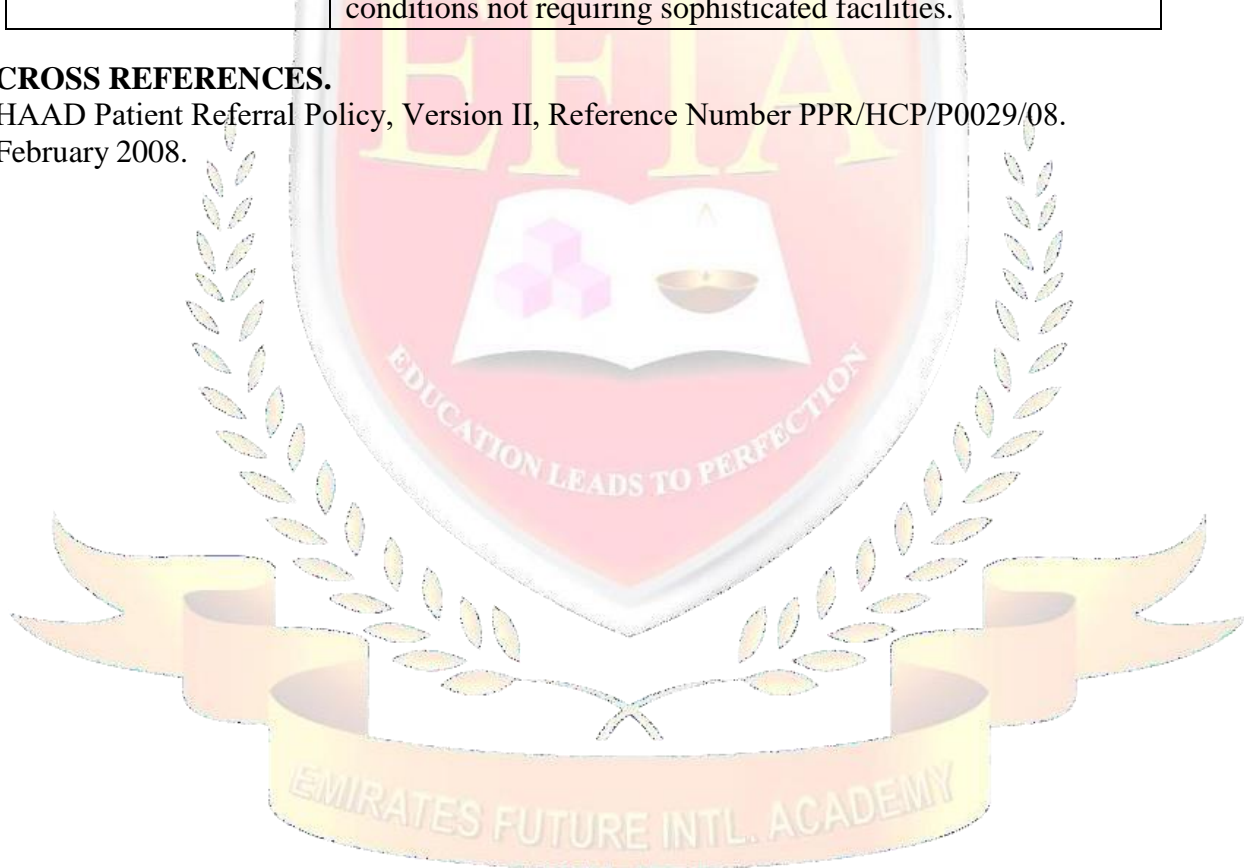 conditions not requiring sophisticated facilities.
CROSS REFERENCES.
HAAD Patient Referral Policy, Version II, Reference Number PPR/HCP/P0029/08.
February 2008.
EFIA
EDUCATION LEADS TO PERFECTION
EMIRATES FUTURE INTL. ACADEMY